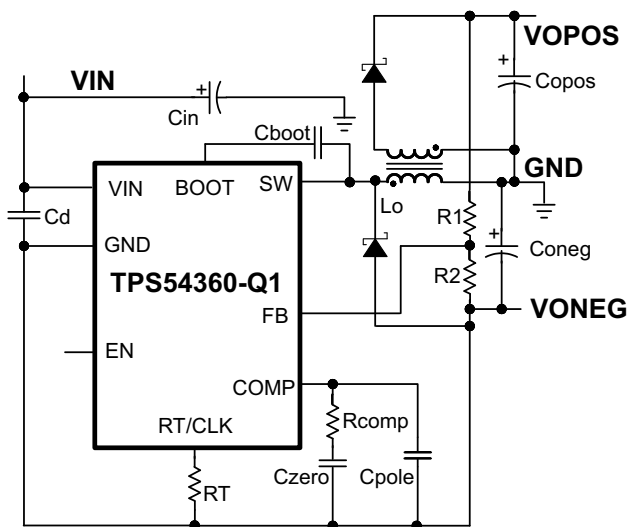 VOPOS
VIN
+
Copos
+
Cin
Cboot
GND
VIN
BOOT
SW
Lo
R1
+
Cd
GND
Coneg
TPS54360-Q1
R2
FB
VONEG
EN
COMP
RT/CLK
Rcomp
RT
Czero
Cpole